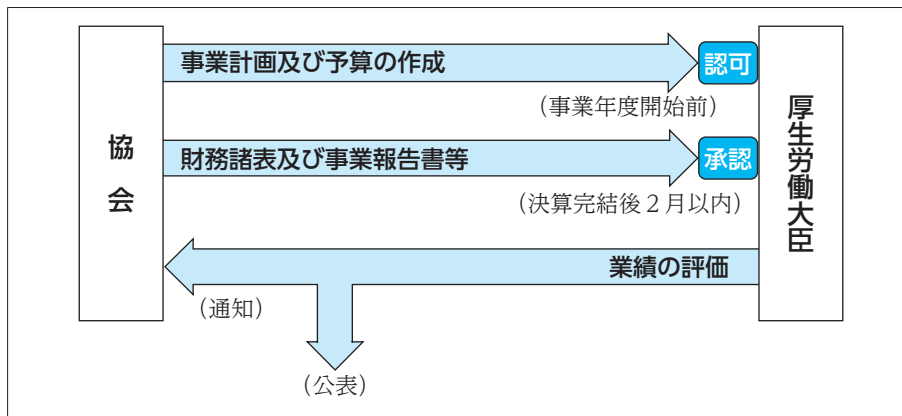 協会
事業計画及び予算の作成
認可
（事業年度開始前）
財務諸表及び事業報告書等
承認
（決算完結後２月以内）
厚生労働大臣
業績の評価
（通知）
（公表）